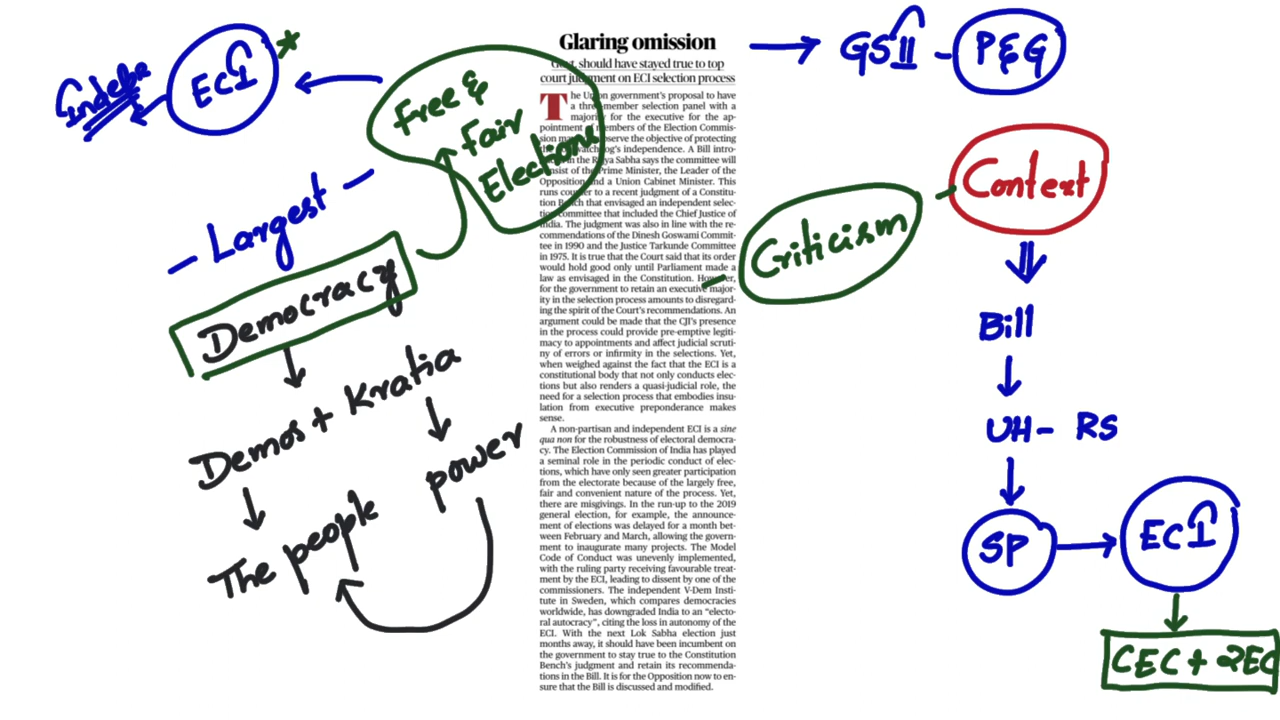 Glaring omission
Govt. should have stayed true to top
court judgment on ECI selection process
The Union government's proposal to have
a three-member selection panel with a
majority for the executive for the ap-
pointment of members of the Election Commis-
sion may not serve the objective of protecting
the poll watchdog's independence. A Bill intro-
duced in the Rajya Sabha says the committee will
consist of the Prime Minister, the Leader of the
Opposition and a Union Cabinet Minister. This
runs counter to a recent judgment of a Constitu-
tion Bench that envisaged an independent selec-
tion committee that included the Chief Justice of
India. The judgment was also in line with the re-
commendations of the Dinesh Goswami Commit-
tee in 1990 and the Justice Tarkunde Committee
in 1975. It is true that the Court said that its order
would hold good only until Parliament made a
law as envisaged in the Constitution. However,
for the government to retain an executive major-
ity in the selection process amounts to disregard-
ing the spirit of the Court's recommendations. An
argument could be made that the CJI's presence
in the process could provide pre-emptive legiti-
macy to appointments and affect judicial scruti-
ny of errors or infirmity in the selections. Yet,
when weighed against the fact that the ECI is a
constitutional body that not only conducts elec-
tions but also renders a quasi-judicial role, the
need for a selection process that embodies insu-
lation from executive preponderance makes
sense.
A non-partisan and independent ECI is a sine
qua non for the robustness of electoral democra-
cy. The Election Commission of India has played
a seminal role in the periodic conduct of elec-
tions, which have only seen greater participation
from the electorate because of the largely free,
fair and convenient nature of the process. Yet,
there are misgivings. In the run-up to the 2019
general election, for example, the announce-
ment of elections was delayed for a month bet-
ween February and March, allowing the govern-
ment to inaugurate many projects. The Model
Code of Conduct was unevenly implemented,
with the ruling party receiving favourable treat-
ment by the ECI, leading to dissent by one of the
commissioners. The independent V-Dem Insti-
tute in Sweden, which compares democracies
worldwide, has downgraded India to an "electo-
ral autocracy", citing the loss in autonomy of the
ECI. With the next Lok Sabha election just
months away, it should have been incumbent on
the government to stay true to the Constitution
Bench's judgment and retain its recommenda-
tions in the Bill. It is for the Opposition now to en-
sure that the Bill is discussed and modified.
ECI
Free &
Fair
Elections
- Largest -
Democracy
Demos + Kratia
The people
power
GSII - P&G
Context
Criticism
Bill
UH - RS
SP
ECI
CEC + 2EC